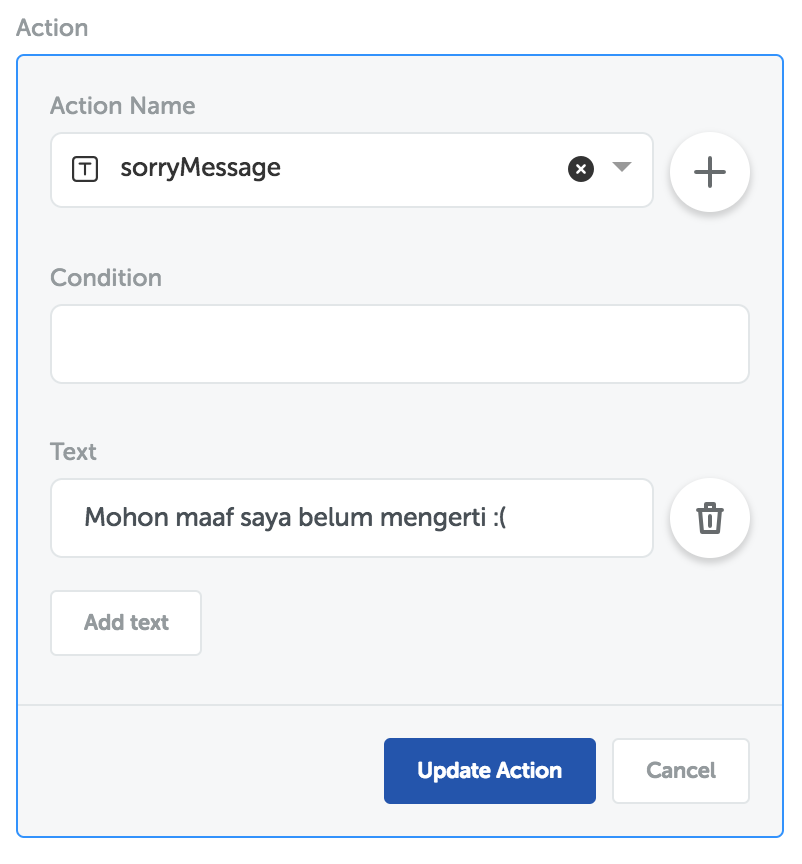 Action
Action Name
sorryMessage
Condition
Text
Mohon maaf saya belum mengerti :(
Add text
Update Action
Cancel